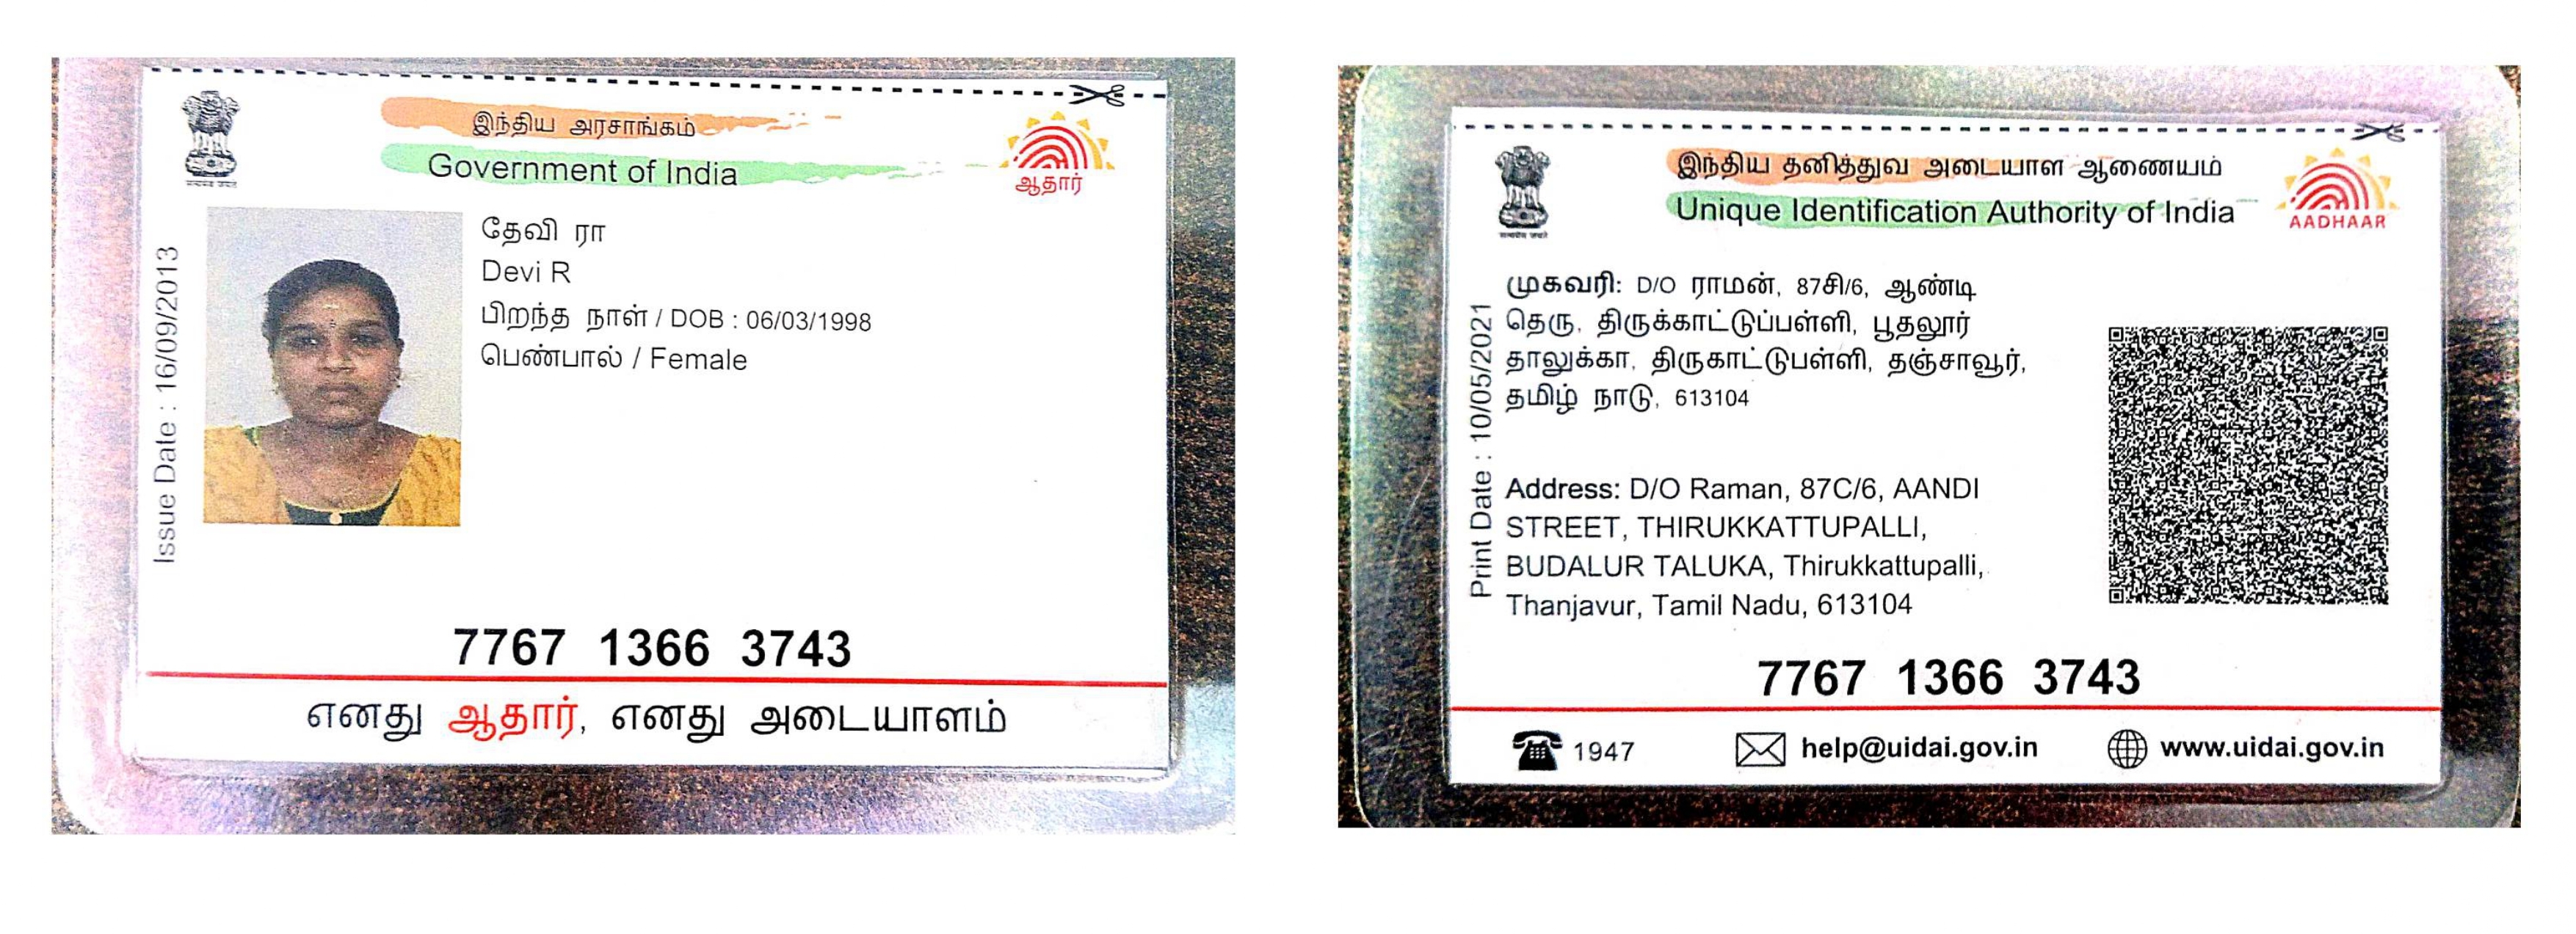 இந்திய அரசாங்கம்
Government of India
ஆதார்
Issue Date : 16/09/2013
தேவி ரா
Devi R
பிறந்த நாள் / DOB : 06/03/1998
பெண்பால் / Female
7767 1366 3743
எனது ஆதார், எனது அடையாளம்
இந்திய தனித்துவ அடையாள ஆணையம்
Unique Identification Authority of India
AADHAAR
Print Date : 10/05/2021
முகவரி: D/O ராமன், 87சி/6, ஆண்டி
தெரு, திருக்காட்டுப்பள்ளி, பூதலூர்
தாலுக்கா, திருகாட்டுபள்ளி, தஞ்சாவூர்,
தமிழ் நாடு, 613104
Address: D/O Raman, 87C/6, AANDI
STREET, THIRUKKATTUPALLI,
BUDALUR TALUKA, Thirukkattupalli,
Thanjavur, Tamil Nadu, 613104
7767 1366 3743
1947
help@uidai.gov.in
www.uidai.gov.in